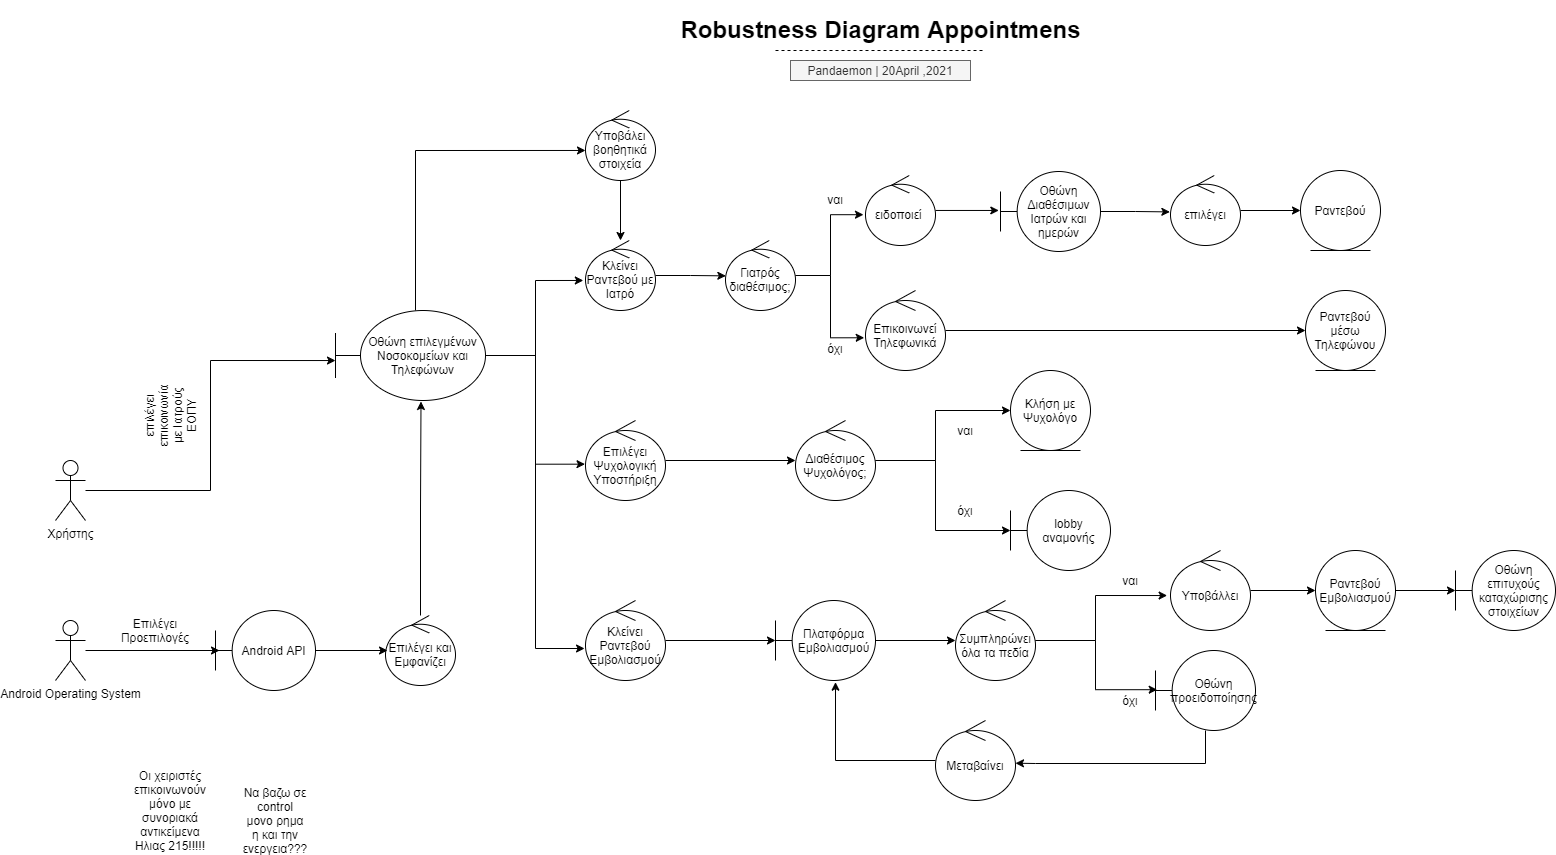 Robustness Diagram Appointmens
Pandaemon | 20April ,2021
Υποβάλει
βοηθητικά
στοιχεία
Κλείνει
Ραντεβού με
Ιατρό
Γιατρός
διαθέσιμος;
ναι
όχι
ειδοποιεί
Οθώνη
Διαθέσιμων
Ιατρών και
ημερών
επιλέγει
Ραντεβού
Επικοινωνεί
Τηλεφωνικά
Ραντεβού
μέσω
Τηλεφώνου
Οθώνη επιλεγμένων
Νοσοκομείων και
Τηλεφώνων
επιλέγει
επικοινωνία
με Ιατρούς
ΕΟΠΥ
Χρήστης
Επιλέγει
Ψυχολογική
Υποστήριξη
Διαθέσιμος
Ψυχολόγος;
ναι
όχι
Κλήση με
Ψυχολόγο
lobby
αναμονής
Επιλέγει
Προεπιλογές
Android Operating System
Android API
Επιλέγει και
Εμφανίζει
Κλείνει
Ραντεβού
Εμβολιασμού
Πλατφόρμα
Εμβολιασμού
Συμπληρώνει
όλα τα πεδία
ναι
όχι
Υποβάλλει
Ραντεβού
Εμβολιασμού
Οθώνη
επιτυχούς
καταχώρισης
στοιχείων
Οθώνη
προειδοποίησης
Μεταβαίνει
Οι χειριστές
επικοινωνούν
μόνο με
συνοριακά
αντικείμενα
Ηλιας 215!!!!!
Να βαζω σε
control
μονο ρημα
η και την
ενεργεια???